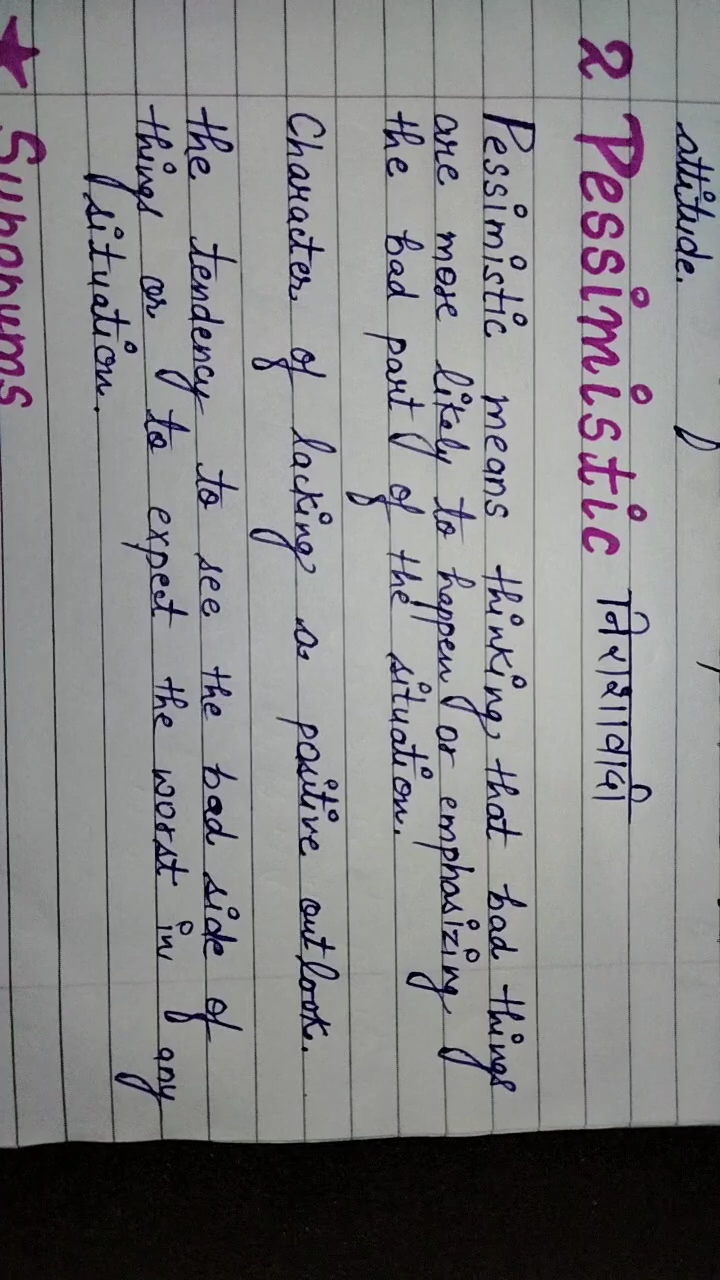 attitude.
2 Pessimistic निराशावादी
Pessimistic means thinking that bad things
are more likely to happen or emphasizing
the bad part of the situation.
Character of lacking a positive outlook.
the tendency to see the bad side of
things or to expect the worst in any
situation.
★ Synonyms